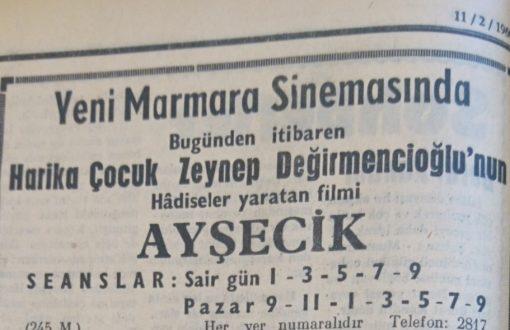 11/2/19
Yeni Marmara Sinemasında
Bugünden itibaren
Harika Çocuk Zeynep Değirmencioğlu'nun
Hâdiseler yaratan filmi
AYŞECİK
SEANSLAR: Sair gün 1 - 3 - 5 - 7 - 9
Pazar 9 - 11 - 1 - 3 - 5 - 7 - 9
(245 M.) Her yer numaralıdır Telefon: 2817